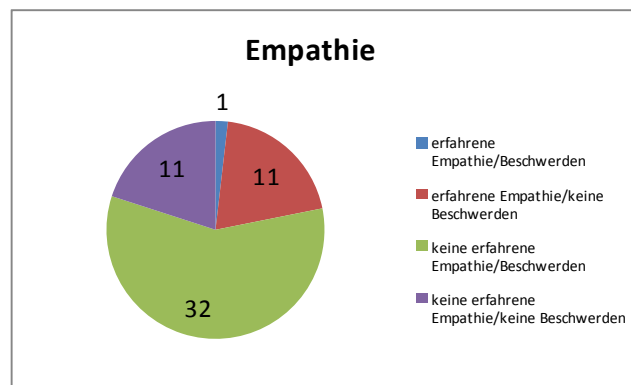 Empathie
1
11
32
11
erfahrene
Empathie/Beschwerden
erfahrene Empathie/keine
Beschwerden
keine erfahrene
Empathie/Beschwerden
keine erfahrene
Empathie/keine Beschwerden